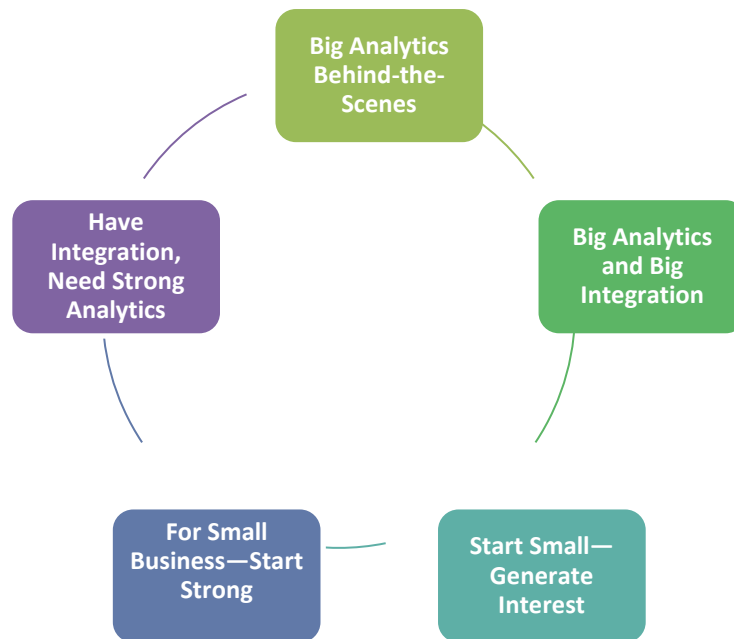 Big Analytics
Behind-the-
Scenes
Big Analytics
and Big
Integration
Start Small—
Generate
Interest
For Small
Business—Start
Strong
Have
Integration,
Need Strong
Analytics